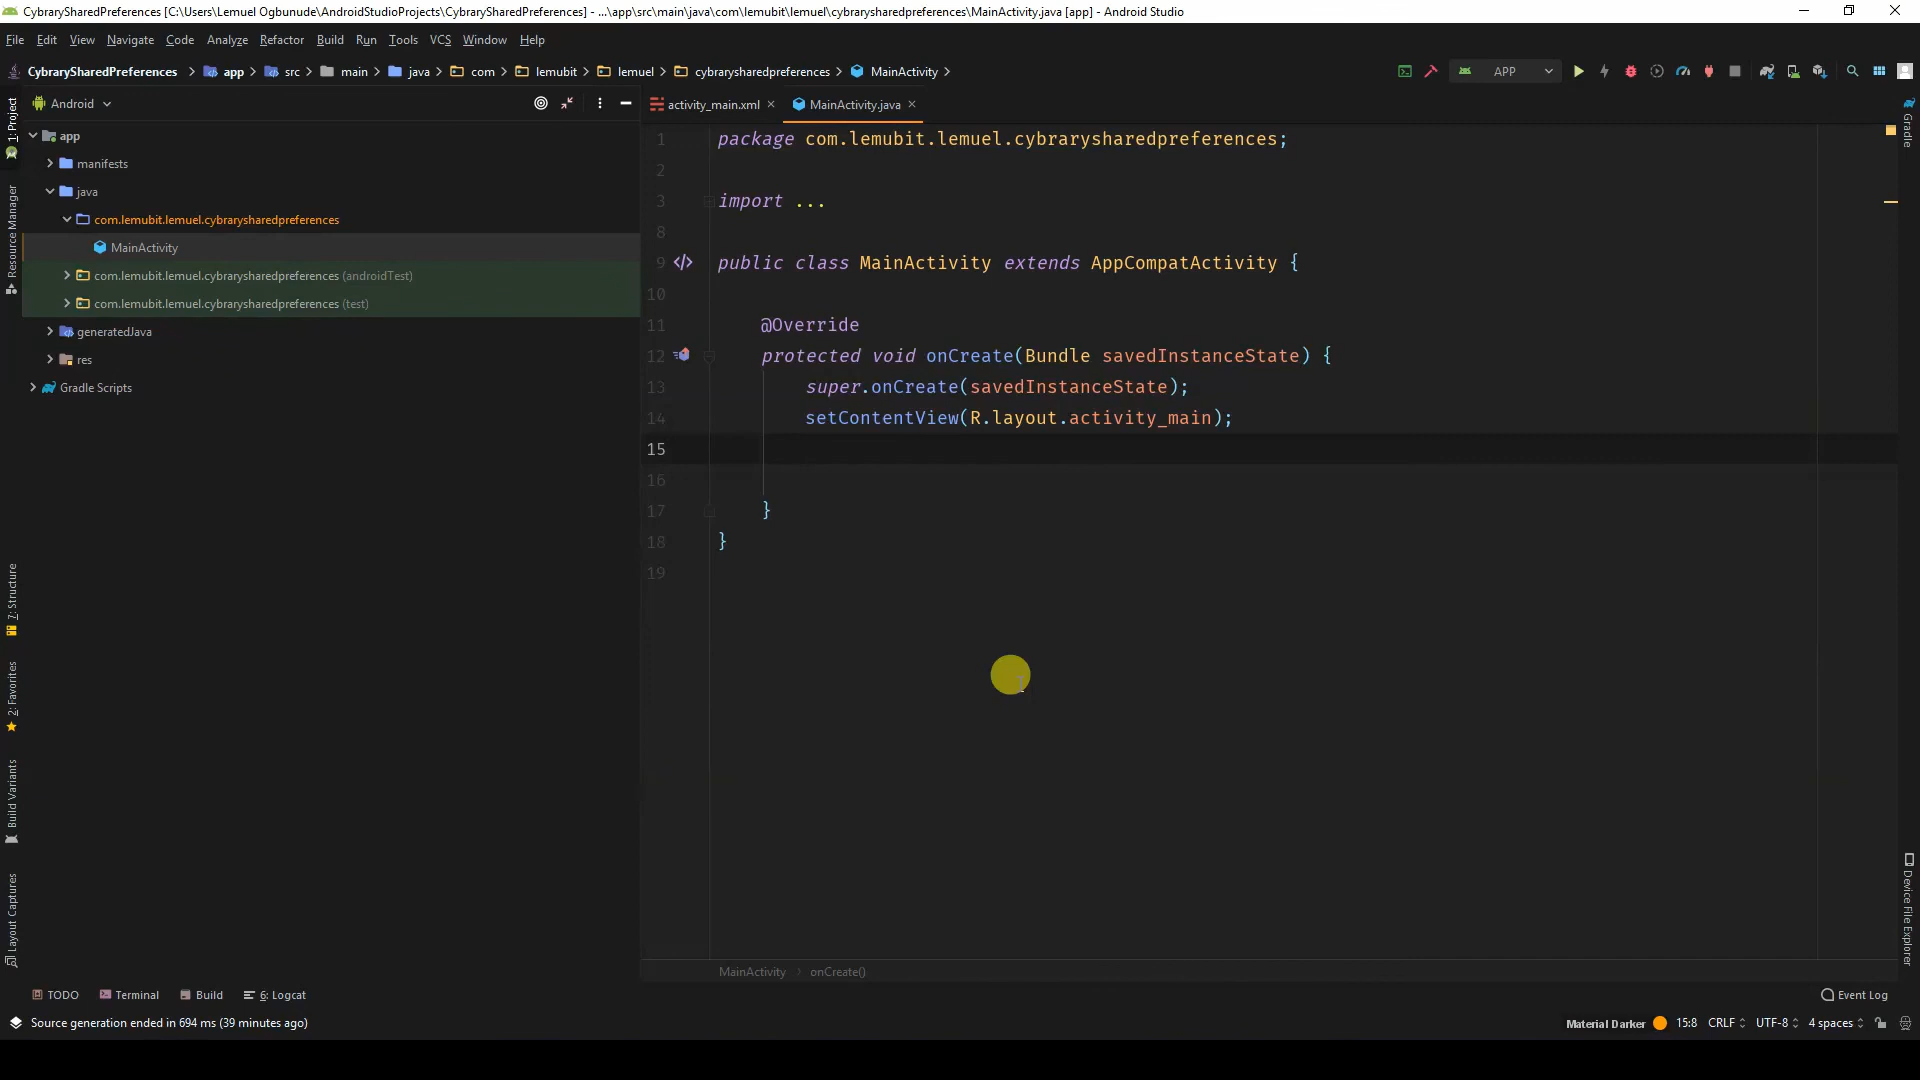 CybrarySharedPreferences [C:\Users\Lemuel Ogbunude\AndroidStudioProjects\CybrarySharedPreferences] - ...\app\src\main\java\com\lemubit\lemuel\cybrarysharedpreferences\MainActivity.java [app] - Android Studio
File Edit View Navigate Code Analyze Refactor Build Run Tools VCS Window Help
CybrarySharedPreferences app src main java com lemubit lemuel cybrarysharedpreferences MainActivity APP
1: Project
Resource Manager
7: Structure
2: Favorites
Build Variants
Layout Captures
Android
app
manifests
java
com.lemubit.lemuel.cybrarysharedpreferences
MainActivity
com.lemubit.lemuel.cybrarysharedpreferences (androidTest)
com.lemubit.lemuel.cybrarysharedpreferences (test)
generatedJava
res
Gradle Scripts
activity_main.xml MainActivity.java
1 package com.lemubit.lemuel.cybrarysharedpreferences;
2
3 import ...
8
9 public class MainActivity extends AppCompatActivity {
10
11 @Override
12 protected void onCreate(Bundle savedInstanceState) {
13 super.onCreate(savedInstanceState);
14 setContentView(R.layout.activity_main);
15
16
17 }
18 }
19
MainActivity onCreate()
Gradle
Device File Explorer
TODO Terminal Build 6: Logcat Event Log
Source generation ended in 694 ms (39 minutes ago) Material Darker 15:8 CRLF UTF-8 4 spaces